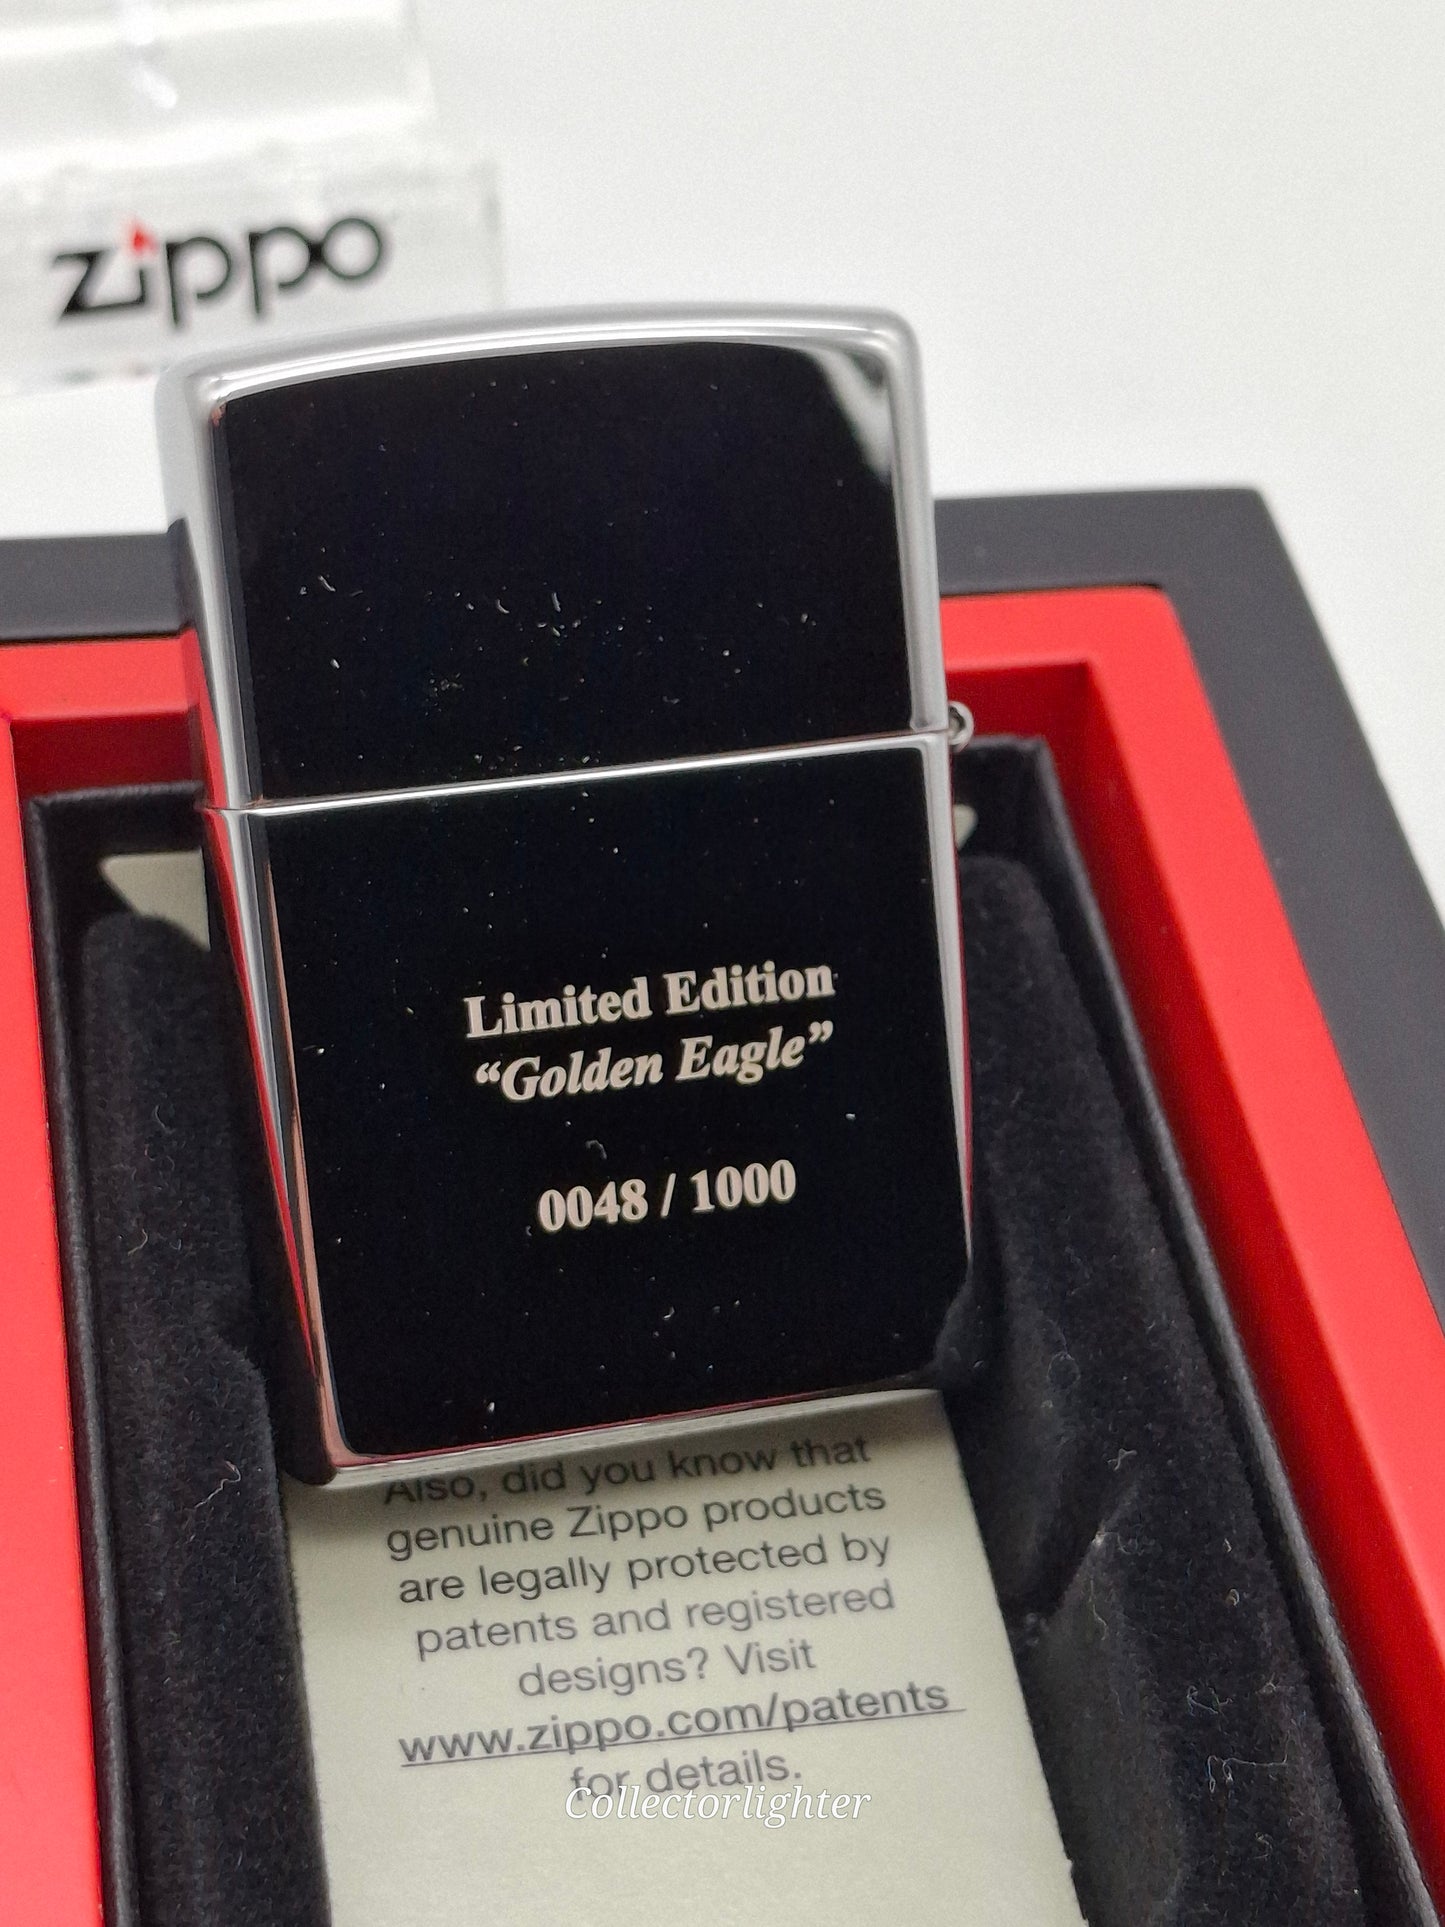 zippo
Limited Edition
“Golden Eagle”
0048 / 1000
Also, did you know that
genuine Zippo products
are legally protected by
patents and registered
designs? Visit
www.zippo.com/patents
for details.
Collectorlighter